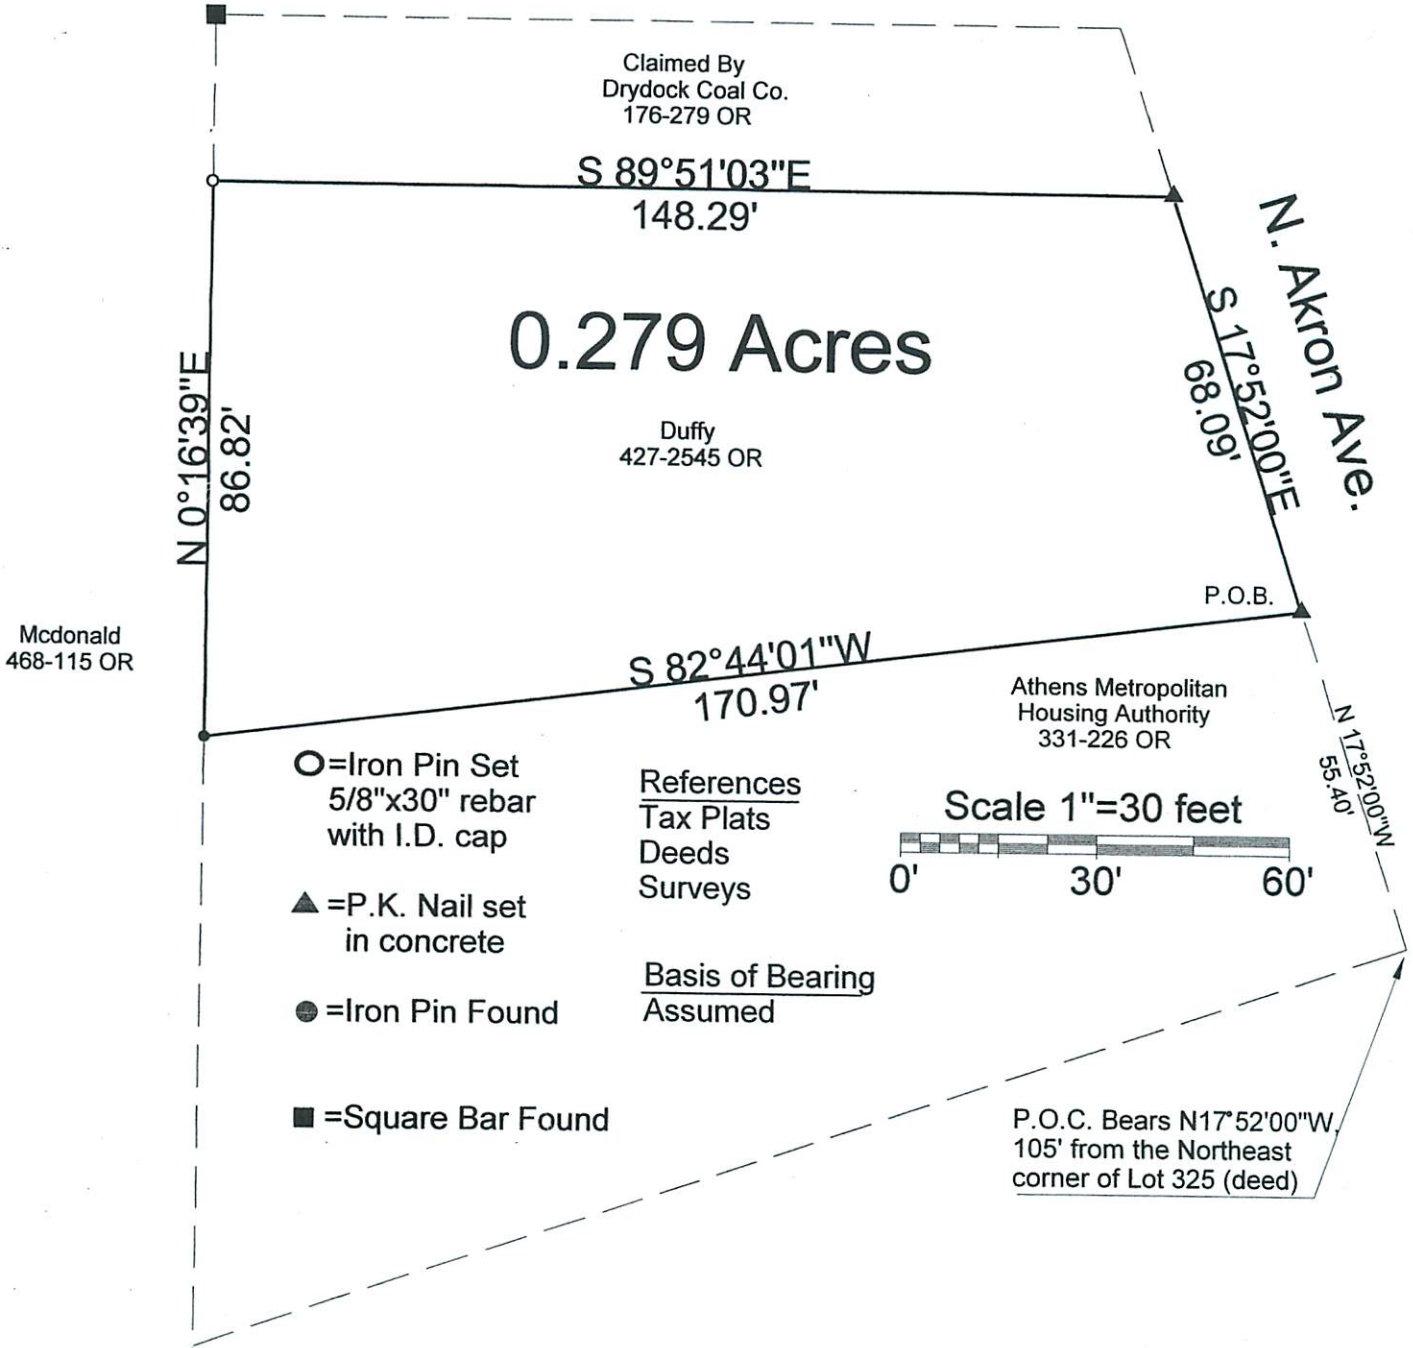 Claimed By
Drydock Coal Co.
176-279 OR
S 89°51'03"E
148.29'
N. Akron Ave.
S 17°52'00"E
68.09'
0.279 Acres
Duffy
427-2545 OR
N 0°16'39"E
86.82'
P.O.B.
Mcdonald
468-115 OR
S 82°44'01"W
170.97'
Athens Metropolitan
Housing Authority
331-226 OR
N 17°52'00"W
55.40'
=Iron Pin Set
5/8"x30" rebar
with I.D. cap
=P.K. Nail set
in concrete
=Iron Pin Found
=Square Bar Found
References
Tax Plats
Deeds
Surveys
Basis of Bearing
Assumed
Scale 1"=30 feet
0' 30' 60'
P.O.C. Bears N17°52'00"W,
105' from the Northeast
corner of Lot 325 (deed)